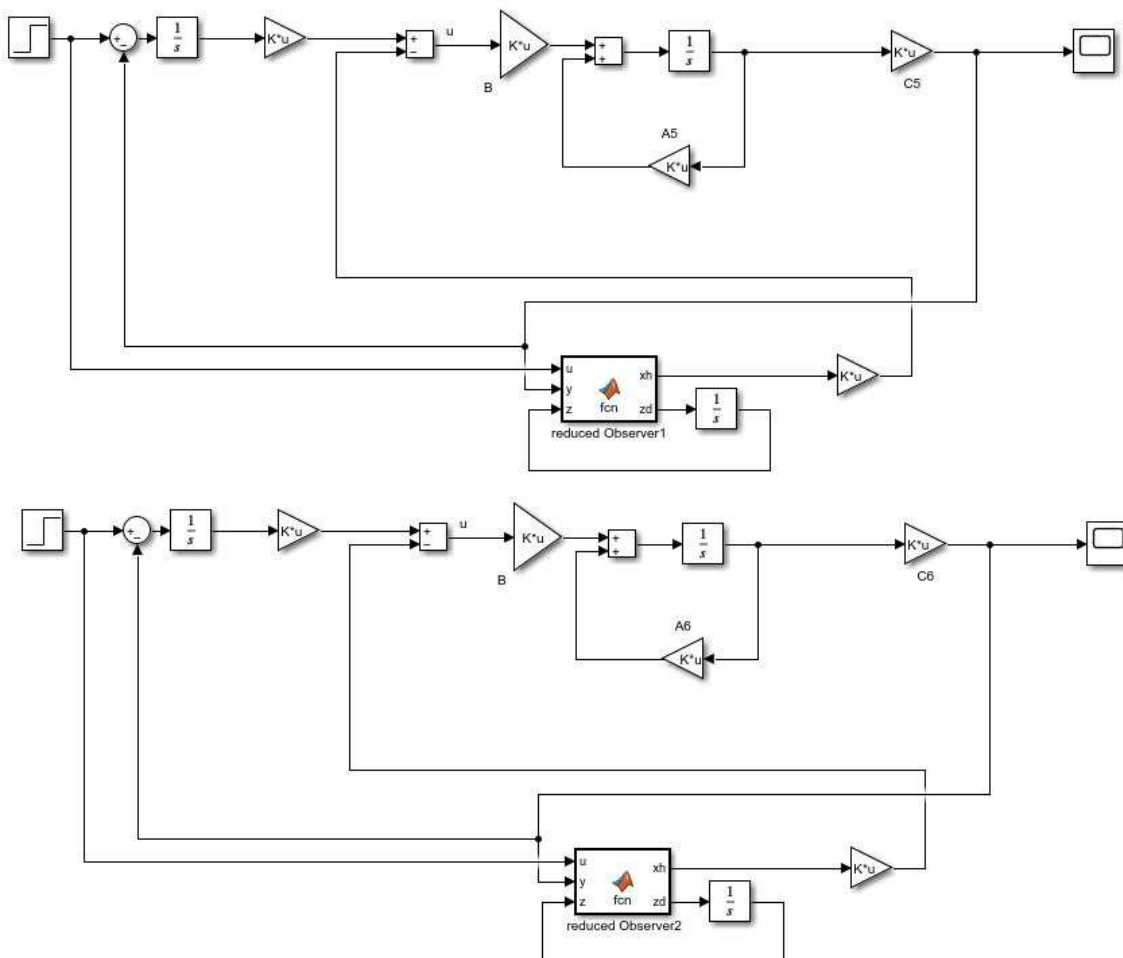 +
−
1
s
K*u
+
−
u
K*u
B
+
+
1
s
K*u
C5
A5
K*u
u
y
z
fcn
xh
zd
reduced Observer1
1
s
K*u
+
−
1
s
K*u
+
−
u
K*u
B
+
+
1
s
K*u
C6
A6
K*u
u
y
z
fcn
xh
zd
reduced Observer2
1
s
K*u